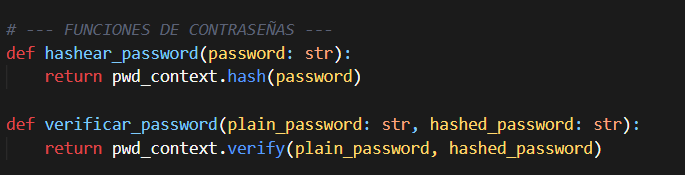 # --- FUNCIONES DE CONTRASEÑAS ---
def hashear_password(password: str):
    return pwd_context.hash(password)

def verificar_password(plain_password: str, hashed_password: str):
    return pwd_context.verify(plain_password, hashed_password)